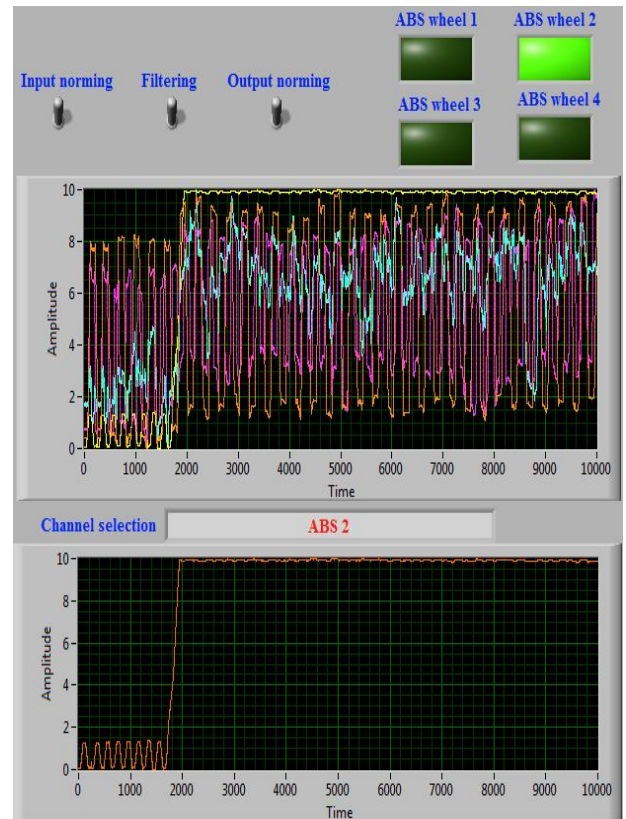 ABS wheel 1 ABS wheel 2
Input norming Filtering Output norming
ABS wheel 3 ABS wheel 4
10
8
6
4
2
0
Amplitude
0 1000 2000 3000 4000 5000 6000 7000 8000 9000 10000
Time
Channel selection ABS 2
10
8
6
4
2
0
Amplitude
0 1000 2000 3000 4000 5000 6000 7000 8000 9000 10000
Time